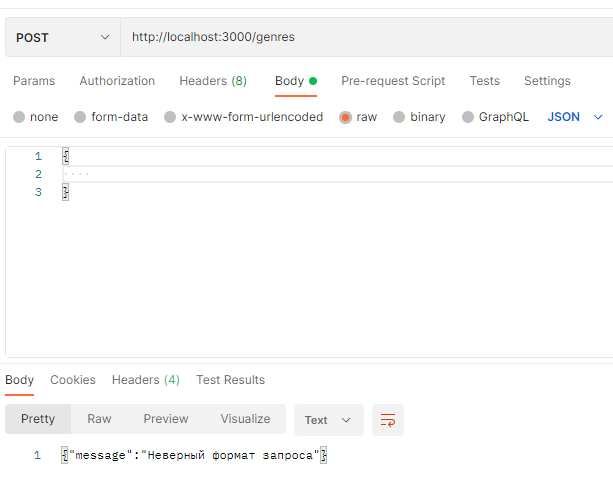 POST http://localhost:3000/genres
Params Authorization Headers (8) Body Pre-request Script Tests Settings
none form-data x-www-form-urlencoded raw binary GraphQL JSON
1 {
2
3 }
Body Cookies Headers (4) Test Results
Pretty Raw Preview Visualize Text
1 {"message":"Неверный формат запроса"}